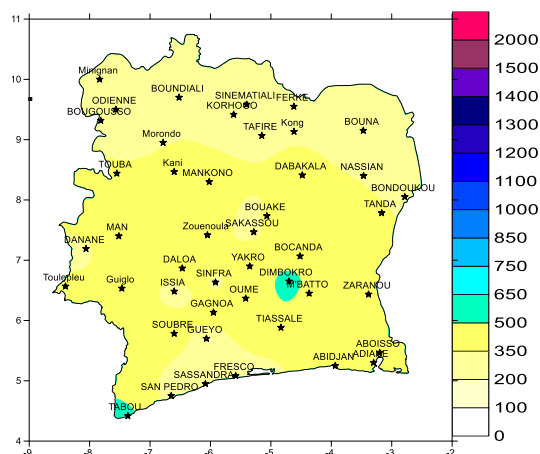 11
2000
10
1500
1400
1300
1200
1100
1000
850
750
650
500
350
200
100
0
Minignan
BOUNDIALI
SINEMATIALI
FERKE
ODIENNE
KORHOGO
BOUGOUSSO
BOUNA
Kong
TAFIRE
9
Morondo
Kani
DABAKALA
NASSIAN
TOUBA
MANKONO
BONDOUKOU
8
TANDA
BOUAKE
SAKASSOU
MAN
Zouenoula
DANANE
BOCANDA
7
DALOA
YAKRO
SINFRA
DIMBOKRO
Toulepleu
Guiglo
ISSIA
OUME
M'BATTO
ZARANOU
GAGNOA
6
TIASSALE
SOUBRE
GUEYO
ABOISSO
ABIDJAN
ADIAKE
FRESCO
SASSANDRA
5
SAN PEDRO
TABOU
4
-9 -8 -7 -6 -5 -4 -3 -2